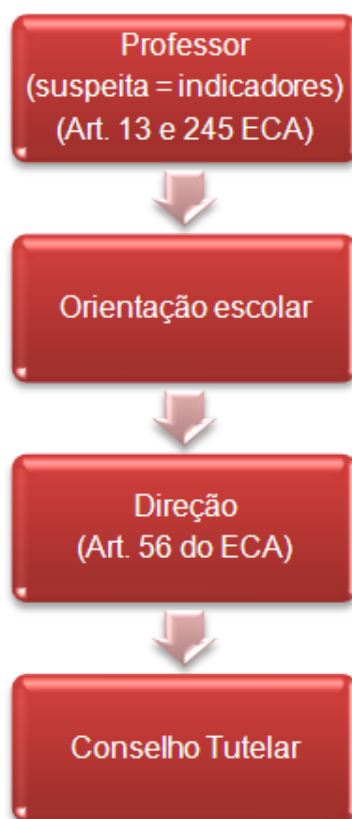 Professor
(suspeita = indicadores)
(Art. 13 e 245 ECA)
Orientação escolar
Direção
(Art. 56 do ECA)
Conselho Tutelar